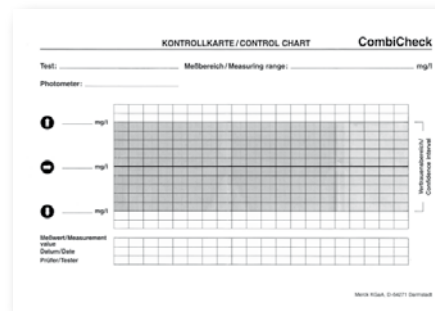 KONTROLLKARTE/CONTROL CHART CombiCheck
Test: Meßbereich/Measuring range: mg/l
Photometer:
mg/l
mg/l
mg/l
Vertrauensbereich/
Confidence interval
Meßwert/Measurement
value
Datum/Date
Prüfer/Tester
Merck KGaA, D-64271 Darmstadt